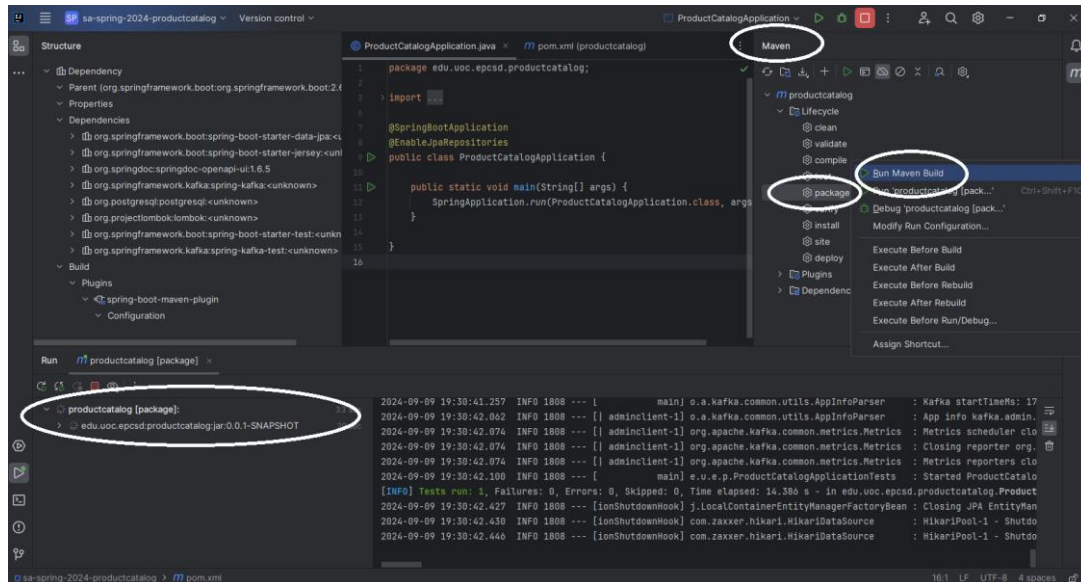 SP sa-spring-2024-productcatalog Version control ProductCatalogApplication
Structure
ProductCatalogApplication.java × m pom.xml (productcatalog)
Maven
Dependency
Parent (org.springframework.boot:org.springframework.boot:2.6
Properties
Dependencies
org.springframework.boot:spring-boot-starter-data-jpa:<u
org.springframework.boot:spring-boot-starter-jersey:<unl
org.springdoc:springdoc-openapi-ui:1.6.5
org.springframework.kafka:spring-kafka:<unknown>
org.postgresql:postgresql:<unknown>
org.projectlombok:lombok:<unknown>
org.springframework.boot:spring-boot-starter-test:<unkn
org.springframework.kafka:spring-kafka-test:<unknown>
Build
Plugins
spring-boot-maven-plugin
Configuration
1 package edu.uoc.epcsd.productcatalog;
2
3 > import ...
6
7 @SpringBootApplication
8 @EnableJpaRepositories
9 public class ProductCatalogApplication {
10
11 public static void main(String[] args) {
12 SpringApplication.run(ProductCatalogApplication.class, args
13 }
14
15 }
16
m productcatalog
Lifecycle
clean
validate
compile
package
install
site
deploy
Plugins
Dependenc
Run Maven Build
Run 'productcatalog [pack...' Ctrl+Shift+F10
Debug 'productcatalog [pack...'
Modify Run Configuration...
Execute Before Build
Execute After Build
Execute Before Rebuild
Execute After Rebuild
Execute Before Run/Debug...
Assign Shortcut...
Run m productcatalog [package] ×
productcatalog [package]:
edu.uoc.epcsd:productcatalog:jar:0.0.1-SNAPSHOT
2024-09-09 19:30:41.257 INFO 1808 --- [ main] o.a.kafka.common.utils.AppInfoParser : Kafka startTimeMs: 17
2024-09-09 19:30:42.062 INFO 1808 --- [| adminclient-1] o.a.kafka.common.utils.AppInfoParser : App info kafka.admin.
2024-09-09 19:30:42.074 INFO 1808 --- [| adminclient-1] org.apache.kafka.common.metrics.Metrics : Metrics scheduler clo
2024-09-09 19:30:42.074 INFO 1808 --- [| adminclient-1] org.apache.kafka.common.metrics.Metrics : Closing reporter org.
2024-09-09 19:30:42.074 INFO 1808 --- [| adminclient-1] org.apache.kafka.common.metrics.Metrics : Metrics reporters clo
2024-09-09 19:30:42.100 INFO 1808 --- [ main] e.u.e.p.ProductCatalogApplicationTests : Started ProductCatalo
[INFO] Tests run: 1, Failures: 0, Errors: 0, Skipped: 0, Time elapsed: 14.386 s - in edu.uoc.epcsd.productcatalog.Product
2024-09-09 19:30:42.427 INFO 1808 --- [ionShutdownHook] j.LocalContainerEntityManagerFactoryBean : Closing JPA EntityMan
2024-09-09 19:30:42.430 INFO 1808 --- [ionShutdownHook] com.zaxxer.hikari.HikariDataSource : HikariPool-1 - Shutdo
2024-09-09 19:30:42.446 INFO 1808 --- [ionShutdownHook] com.zaxxer.hikari.HikariDataSource : HikariPool-1 - Shutdo
sa-spring-2024-productcatalog > m pom.xml
16:1 LF UTF-8 4 spaces